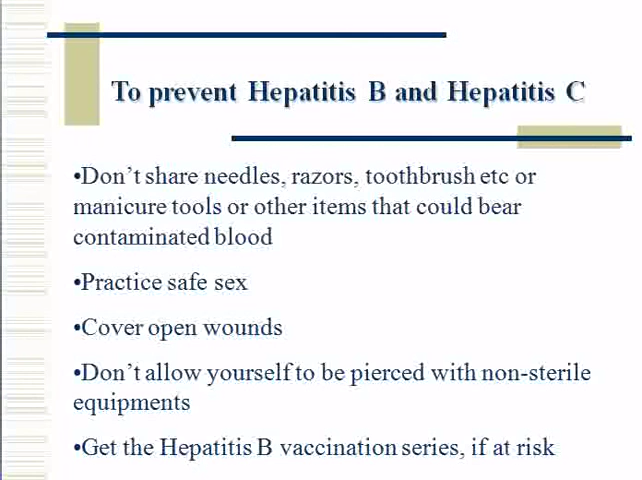 To prevent Hepatitis B and Hepatitis C
•Don't share needles, razors, toothbrush etc or
manicure tools or other items that could bear
contaminated blood
•Practice safe sex
•Cover open wounds
•Don't allow yourself to be pierced with non-sterile
equipments
•Get the Hepatitis B vaccination series, if at risk